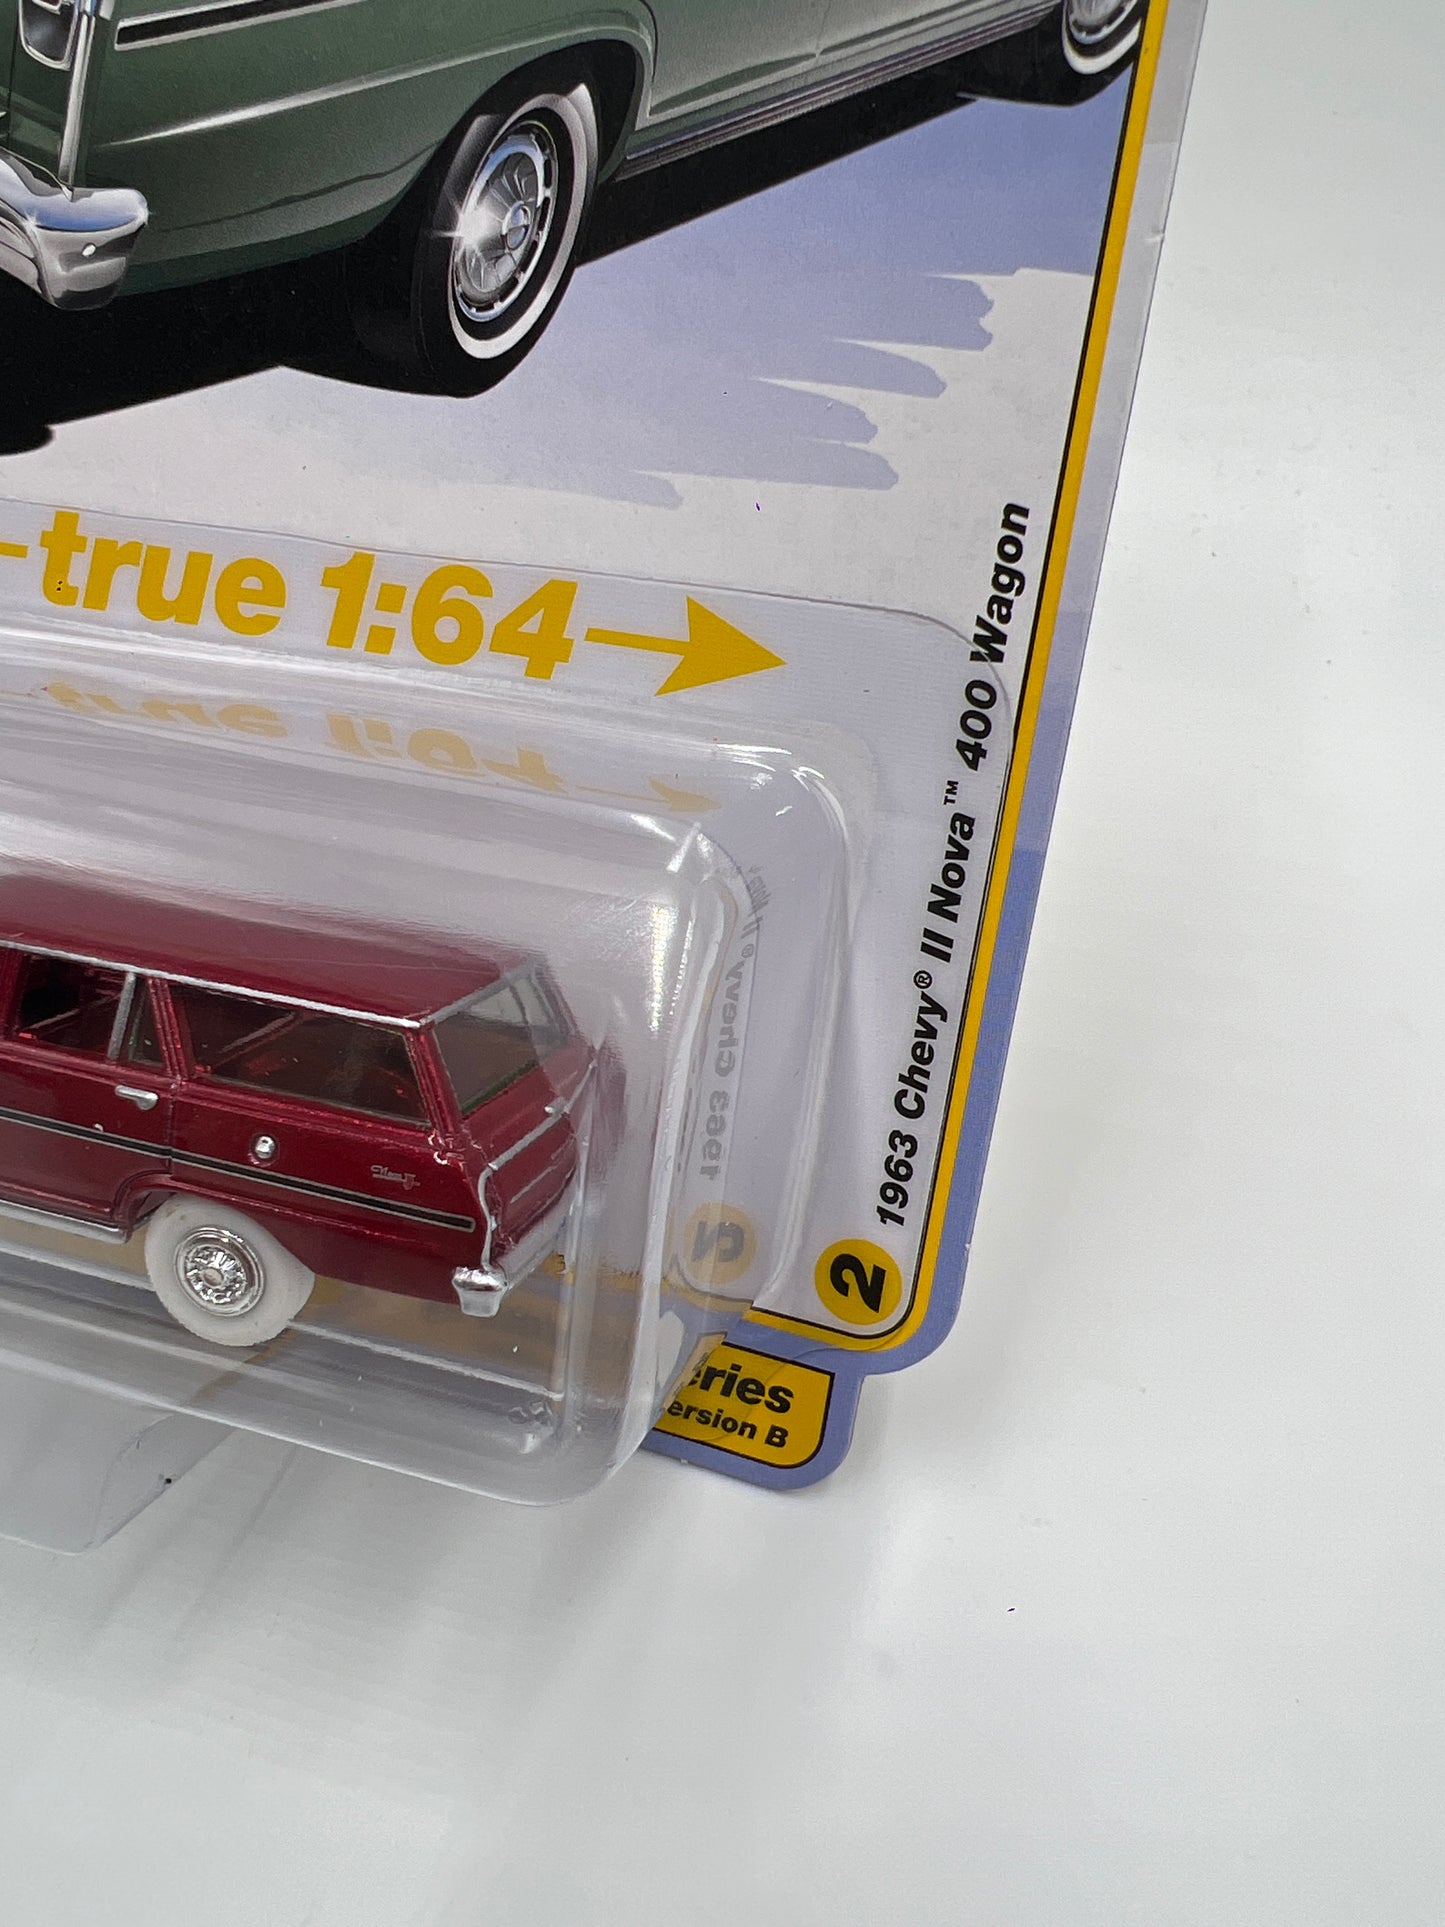 true 1:64
1963 Chevy® II Nova™ 400 Wagon
2
eries
ersion B